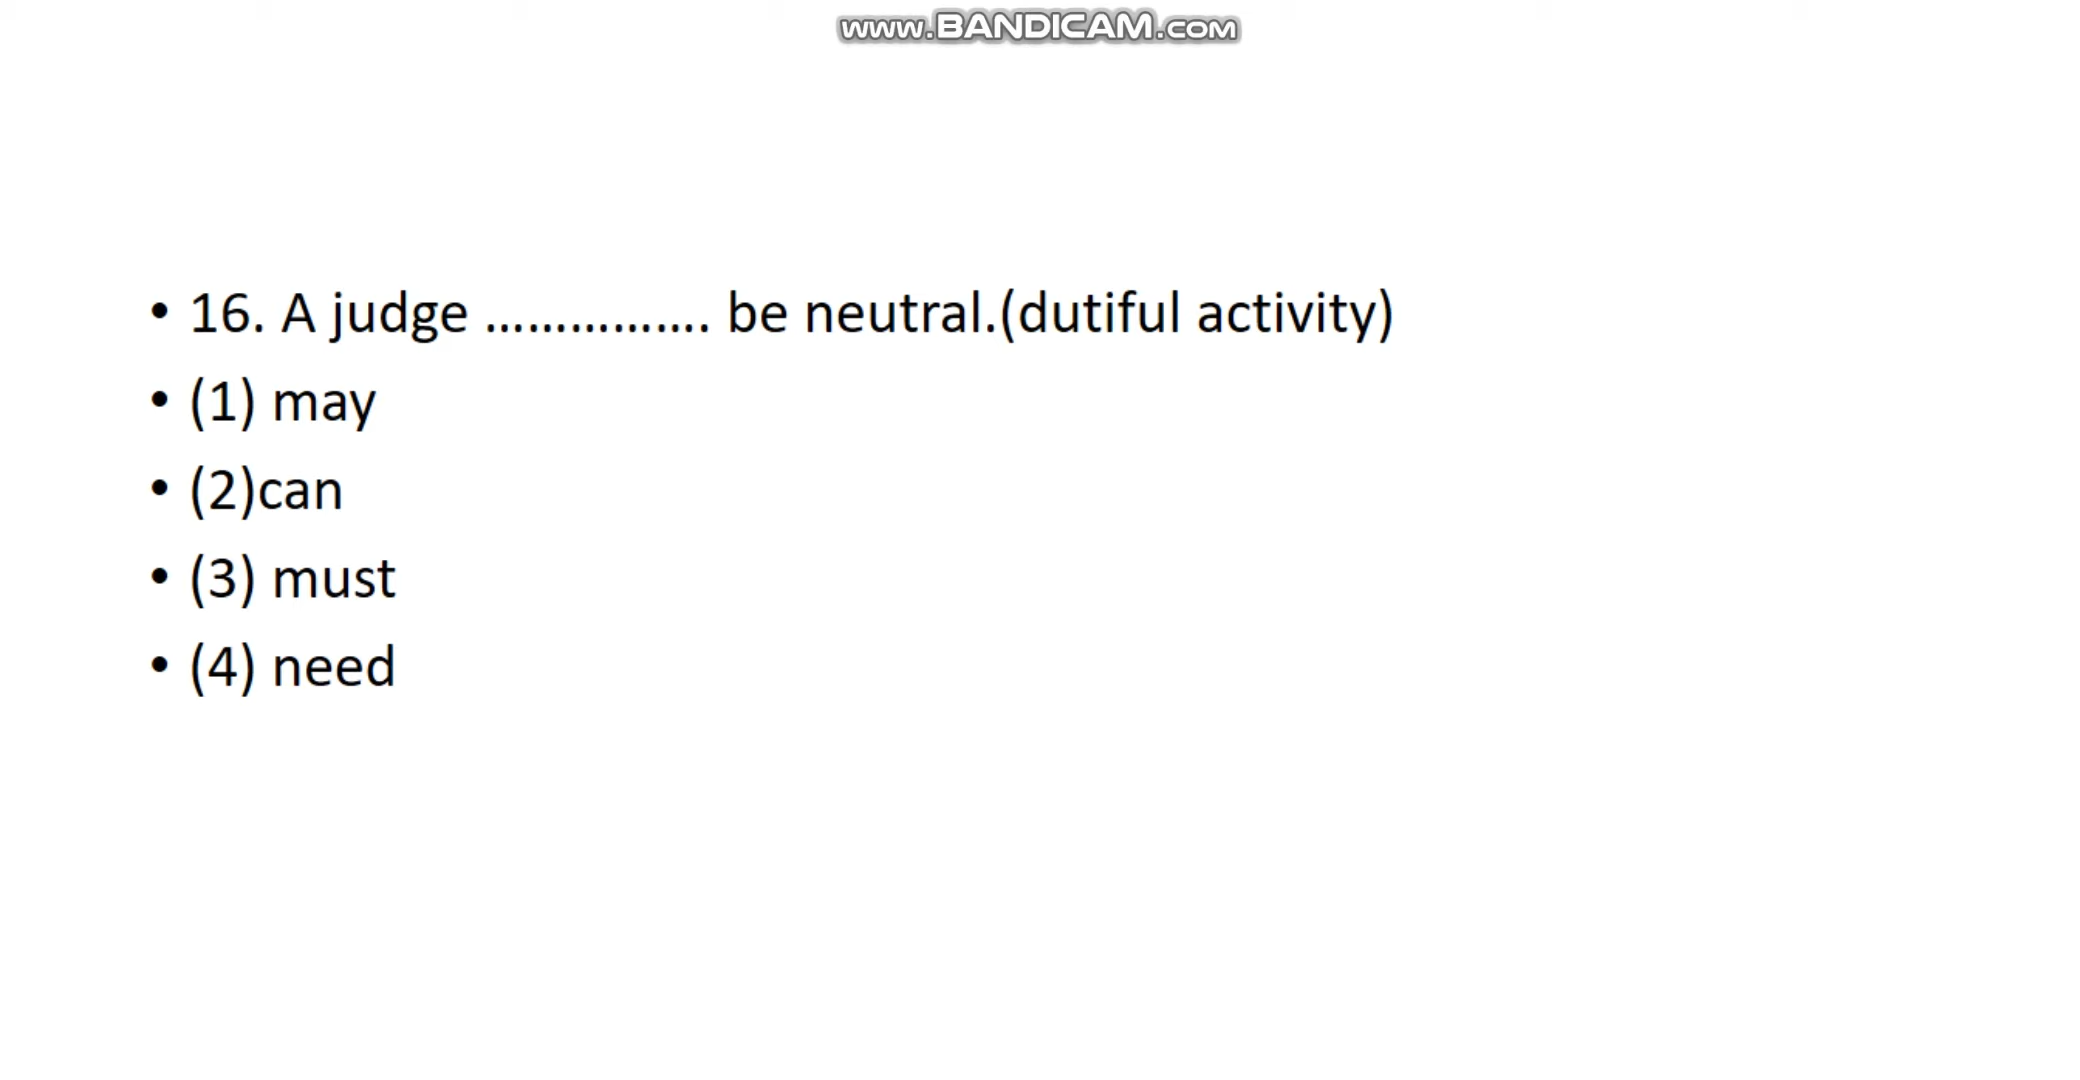 www.BANDICAM.com
• 16. A judge ……………. be neutral.(dutiful activity)
• (1) may
• (2)can
• (3) must
• (4) need